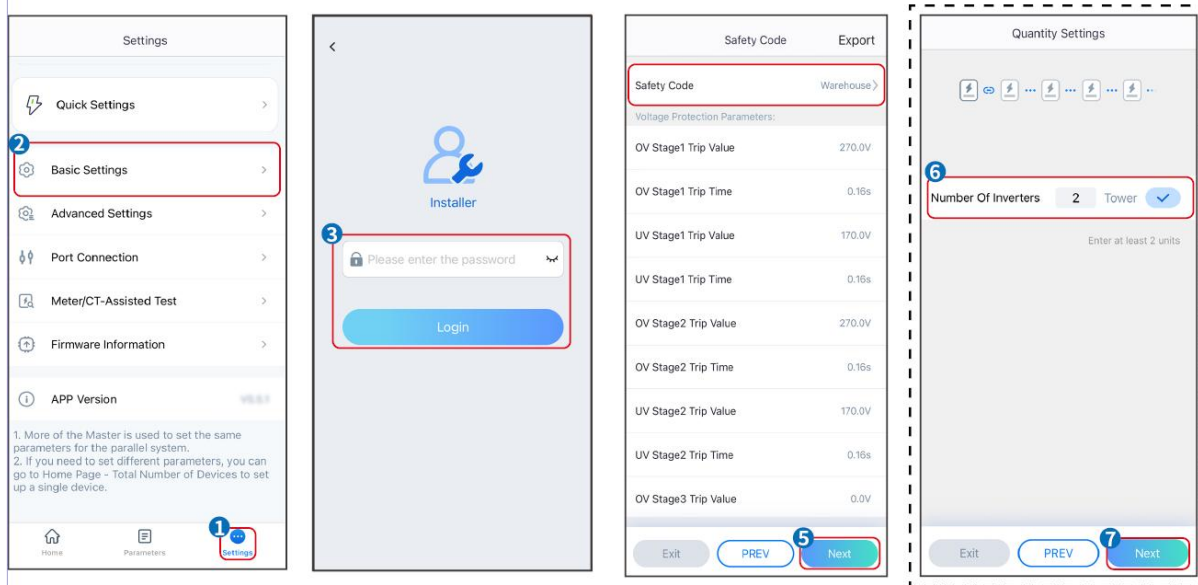 Settings
Quick Settings
2
Basic Settings
Advanced Settings
Port Connection
Meter/CT-Assisted Test
Firmware Information
APP Version
1. More of the Master is used to set the same
parameters for the parallel system.
2. If you need to set different parameters, you can
go to Home Page - Total Number of Devices to set
up a single device.
1
Home
Parameters
Settings
Installer
3
Please enter the password
Login
Safety Code Export
Safety Code Warehouse
Voltage Protection Parameters:
OV Stage1 Trip Value 270.0V
OV Stage1 Trip Time 0.16s
UV Stage1 Trip Value 170.0V
UV Stage1 Trip Time 0.16s
OV Stage2 Trip Value 270.0V
OV Stage2 Trip Time 0.16s
UV Stage2 Trip Value 170.0V
UV Stage2 Trip Time 0.16s
OV Stage3 Trip Value 0.0V
5
Exit PREV Next
Quantity Settings
6
Number Of Inverters 2 Tower
Enter at least 2 units
7
Exit PREV Next